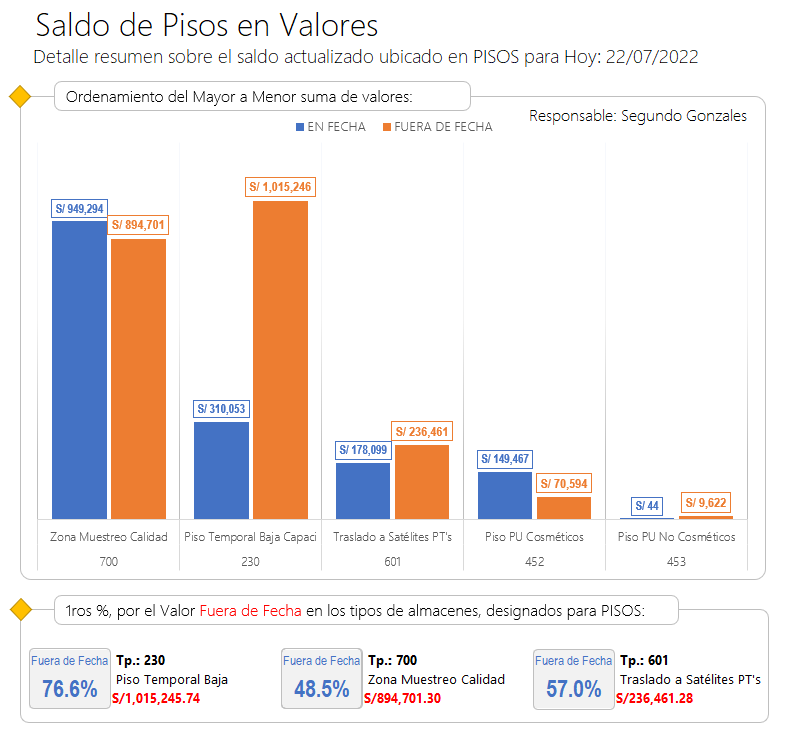 Saldo de Pisos en Valores
Detalle resumen sobre el saldo actualizado ubicado en PISOS para Hoy: 22/07/2022
Ordenamiento del Mayor a Menor suma de valores:
Responsable: Segundo Gonzales
EN FECHA FUERA DE FECHA
S/ 1,015,246
S/ 949,294
S/ 894,701
S/ 310,053
S/ 236,461
S/ 178,099
S/ 149,467
S/ 70,594
S/ 44
S/ 9,622
Zona Muestreo Calidad Piso Temporal Baja Capaci Traslado a Satélites PT's Piso PU Cosméticos Piso PU No Cosméticos
700 230 601 452 453
1ros %, por el Valor Fuera de Fecha en los tipos de almacenes, designados para PISOS:
Fuera de Fecha
76.6%
Tp.: 230
Piso Temporal Baja
S/1,015,245.74
Fuera de Fecha
48.5%
Tp.: 700
Zona Muestreo Calidad
S/894,701.30
Fuera de Fecha
57.0%
Tp.: 601
Traslado a Satélites PT's
S/236,461.28